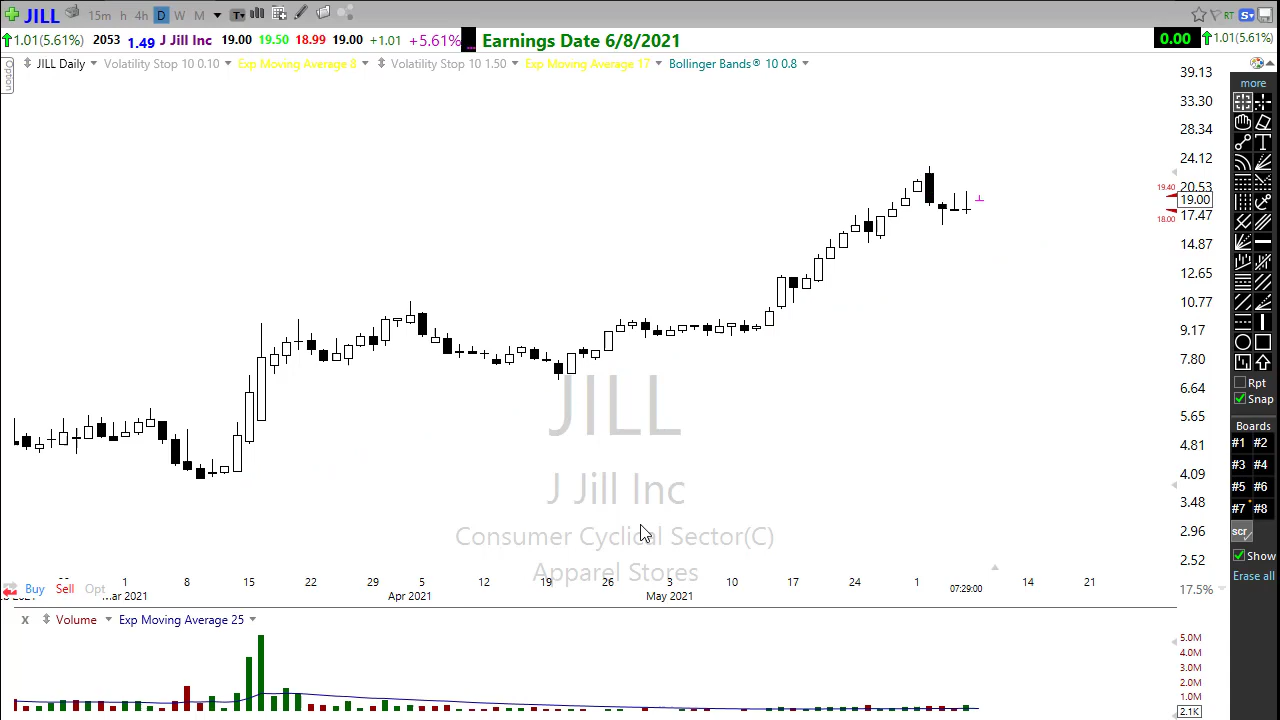 JILL 15m h 4h D W M T RT S
1.01(5.61%) 2053 1.49 J Jill Inc 19.00 19.50 18.99 19.00 +1.01 +5.61% Earnings Date 6/8/2021 0.00 1.01(5.61%)
Option JILL Daily Volatility Stop 10 0.10 Exp Moving Average 8 Volatility Stop 10 1.50 Exp Moving Average 17 Bollinger Bands® 10 0.8
39.13
33.30
28.34
24.12
20.53
19.40
19.00
18.00
17.47
14.87
12.65
10.77
9.17
7.80
6.64
5.65
4.81
4.09
3.48
2.96
2.52
17.5%
JILL
J Jill Inc
Consumer Cyclical Sector(C)
Apparel Stores
1 8 15 22 29 5 12 19 26 3 10 17 24 1 14 21
Buy Sell Opt Mar 2021 Apr 2021 May 2021 07:29:00
X Volume Exp Moving Average 25
5.0M
4.0M
3.0M
2.0M
1.0M
2.1K
more
T
Rpt
Snap
Boards
#1 #2
#3 #4
#5 #6
#7 #8
scr
Show
Erase all